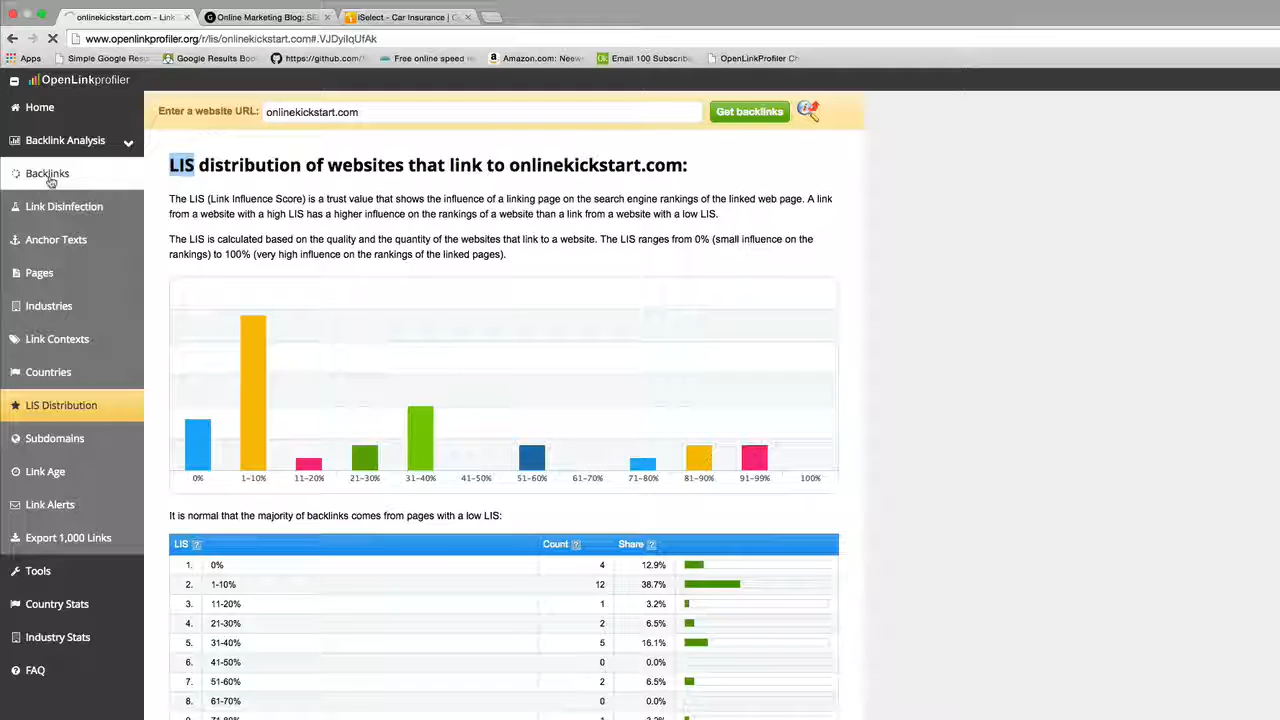 onlinekickstart.com - Link
Online Marketing Blog: SE
iSelect - Car Insurance | C
www.openlinkprofiler.org/r/lis/onlinekickstart.com#.VJDyiIqUfAk
Apps
Simple Google Res
Google Results Boo
https://github.com/
Free online speed
Amazon.com: Neew
Email 100 Subscribe
OpenLinkProfiler Ch
OpenLinkprofiler
Home
Backlink Analysis
Backlinks
Link Disinfection
Anchor Texts
Pages
Industries
Link Contexts
Countries
LIS Distribution
Subdomains
Link Age
Link Alerts
Export 1,000 Links
Tools
Country Stats
Industry Stats
FAQ
Enter a website URL: onlinekickstart.com Get backlinks
LIS distribution of websites that link to onlinekickstart.com:
The LIS (Link Influence Score) is a trust value that shows the influence of a linking page on the search engine rankings of the linked web page. A link
from a website with a high LIS has a higher influence on the rankings of a website than a link from a website with a low LIS.
The LIS is calculated based on the quality and the quantity of the websites that link to a website. The LIS ranges from 0% (small influence on the
rankings) to 100% (very high influence on the rankings of the linked pages).
0% 1-10% 11-20% 21-30% 31-40% 41-50% 51-60% 61-70% 71-80% 81-90% 91-99% 100%
It is normal that the majority of backlinks comes from pages with a low LIS:
LIS ? Count ? Share ?
1. 0% 4 12.9%
2. 1-10% 12 38.7%
3. 11-20% 1 3.2%
4. 21-30% 2 6.5%
5. 31-40% 5 16.1%
6. 41-50% 0 0.0%
7. 51-60% 2 6.5%
8. 61-70% 0 0.0%
9. 71-80% 1 3.2%